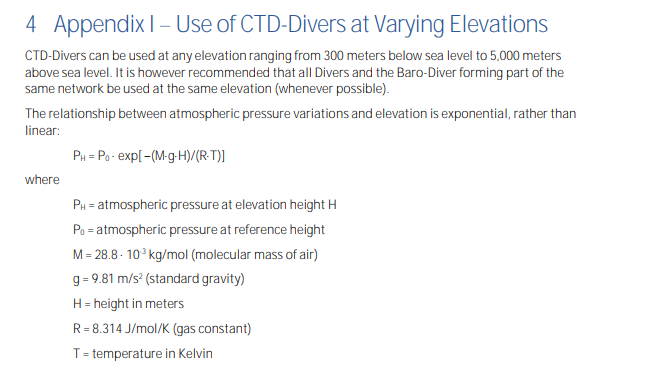 4 Appendix I – Use of CTD-Divers at Varying Elevations
CTD-Divers can be used at any elevation ranging from 300 meters below sea level to 5,000 meters
above sea level. It is however recommended that all Divers and the Baro-Diver forming part of the
same network be used at the same elevation (whenever possible).
The relationship between atmospheric pressure variations and elevation is exponential, rather than
linear:
P_H = P_0 · exp[–(M·g·H)/(R·T)]
where
P_H = atmospheric pressure at elevation height H
P_0 = atmospheric pressure at reference height
M = 28.8 · 10⁻³ kg/mol (molecular mass of air)
g = 9.81 m/s² (standard gravity)
H = height in meters
R = 8.314 J/mol/K (gas constant)
T = temperature in Kelvin